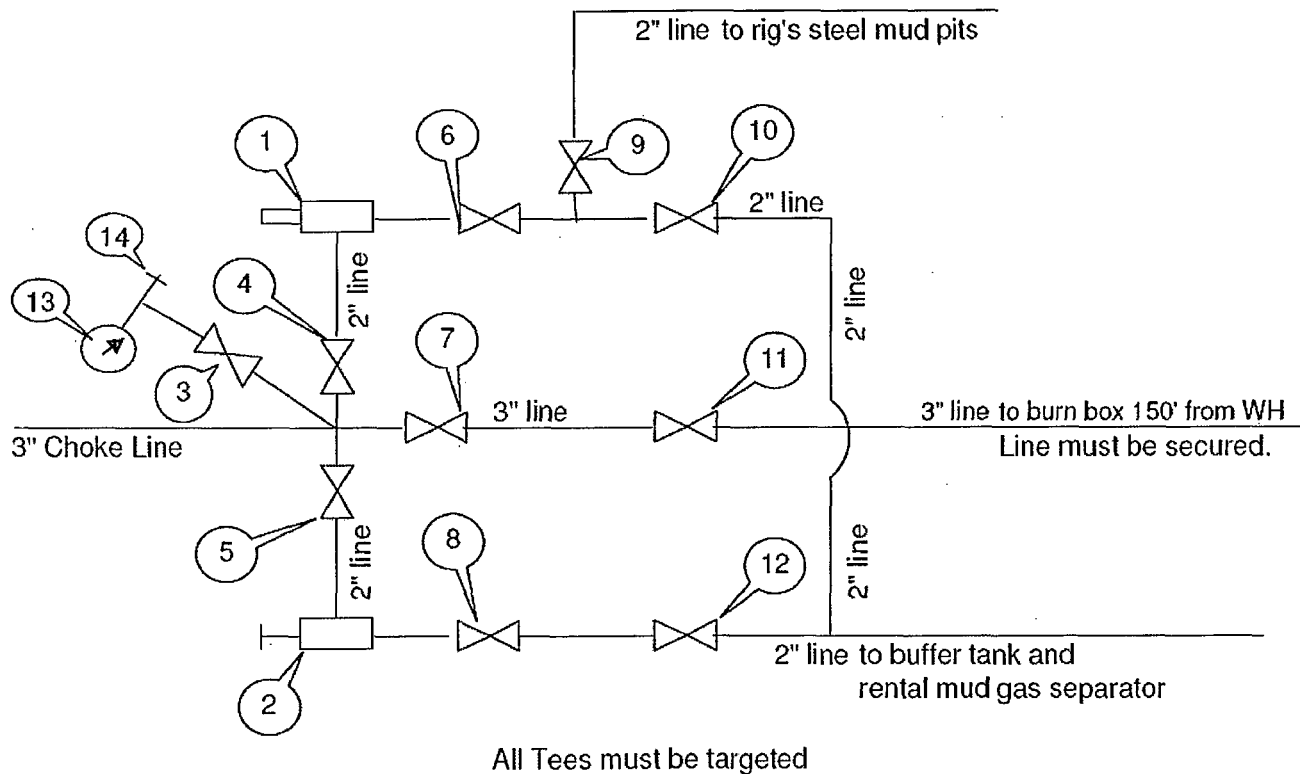 2" line to rig's steel mud pits
1
6
9
10
2" line
14
13
4
2" line
2" line
3
7
11
3" Choke Line
3" line
3" line to burn box 150' from WH
Line must be secured.
5
2" line
8
12
2" line
2
2" line to buffer tank and
rental mud gas separator
All Tees must be targeted